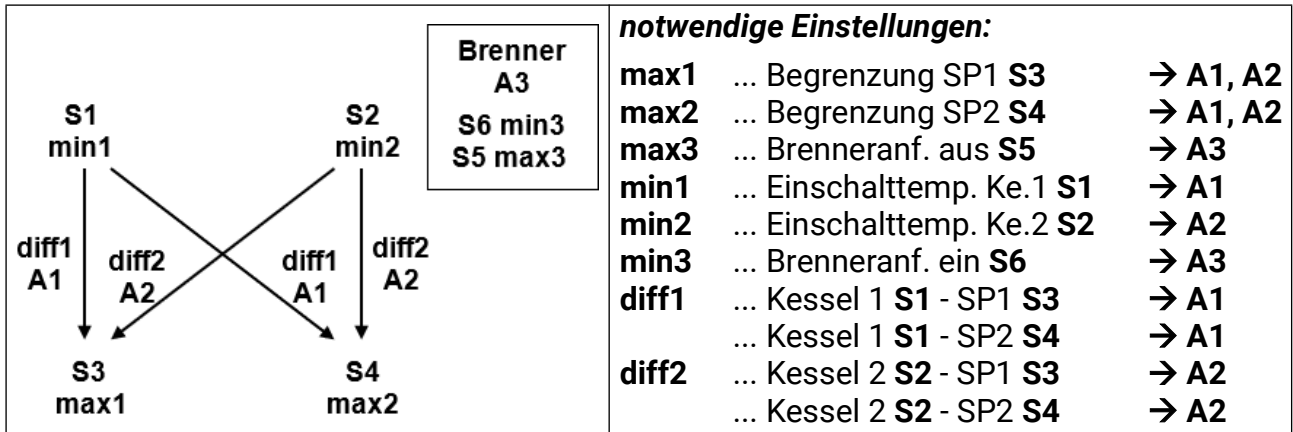 Brenner
A3
S6 min3
S5 max3
S1
min1
S2
min2
diff1
A1
diff2
A2
diff1
A1
diff2
A2
S3
max1
S4
max2
notwendige Einstellungen:
max1 ... Begrenzung SP1 S3 → A1, A2
max2 ... Begrenzung SP2 S4 → A1, A2
max3 ... Brenneranf. aus S5 → A3
min1 ... Einschalttemp. Ke.1 S1 → A1
min2 ... Einschalttemp. Ke.2 S2 → A2
min3 ... Brenneranf. ein S6 → A3
diff1 ... Kessel 1 S1 - SP1 S3 → A1
... Kessel 1 S1 - SP2 S4 → A1
diff2 ... Kessel 2 S2 - SP1 S3 → A2
... Kessel 2 S2 - SP2 S4 → A2